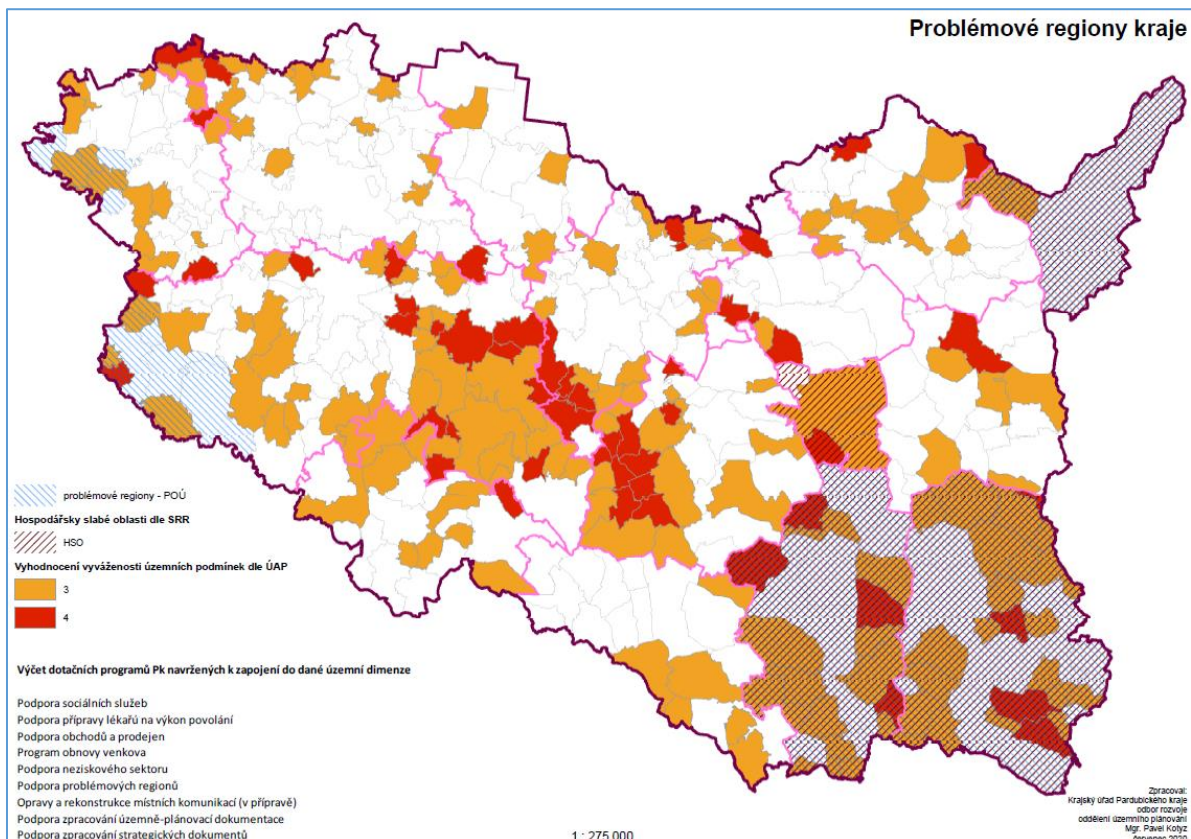 Problémové regiony kraje
problémové regiony - POÚ
Hospodářsky slabé oblasti dle SRR
HSO
Vyhodnocení vyváženosti územních podmínek dle ÚAP
3
4
Výčet dotačních programů Pk navržených k zapojení do dané územní dimenze
Podpora sociálních služeb
Podpora přípravy lékařů na výkon povolání
Podpora obchodů a prodejen
Program obnovy venkova
Podpora neziskového sektoru
Podpora problémových regionů
Opravy a rekonstrukce místních komunikací (v přípravě)
Podpora zpracování územně-plánovací dokumentace
Podpora zpracování strategických dokumentů
1 : 275 000
Zpracoval:
Krajský úřad Pardubického kraje
odbor rozvoje
oddělení územního plánování
Mgr. Pavel Kotyz
červenec 2020